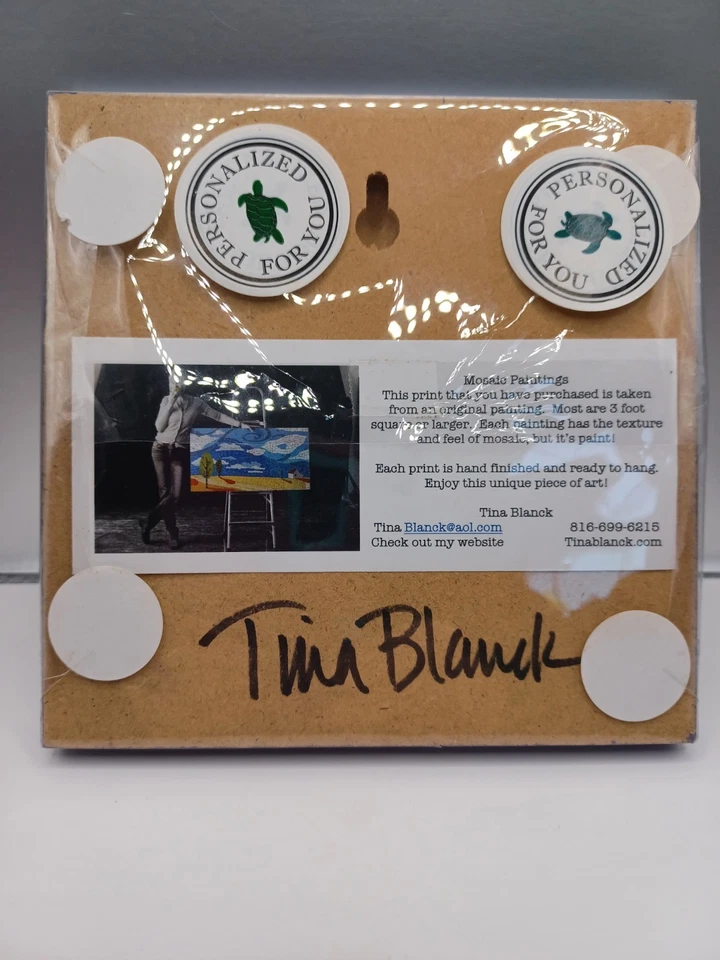 PERSONALIZED
FOR YOU
PERSONALIZED
FOR YOU
Mosaic Paintings
This print that you have purchased is taken
from an original painting. Most are 3 foot
square or larger. Each painting has the texture
and feel of mosaic, but it's paint!
Each print is hand finished and ready to hang.
Enjoy this unique piece of art!
Tina Blanck
Tina Blanck@aol.com 816-699-6215
Check out my website Tinablanck.com
Tina Blanck